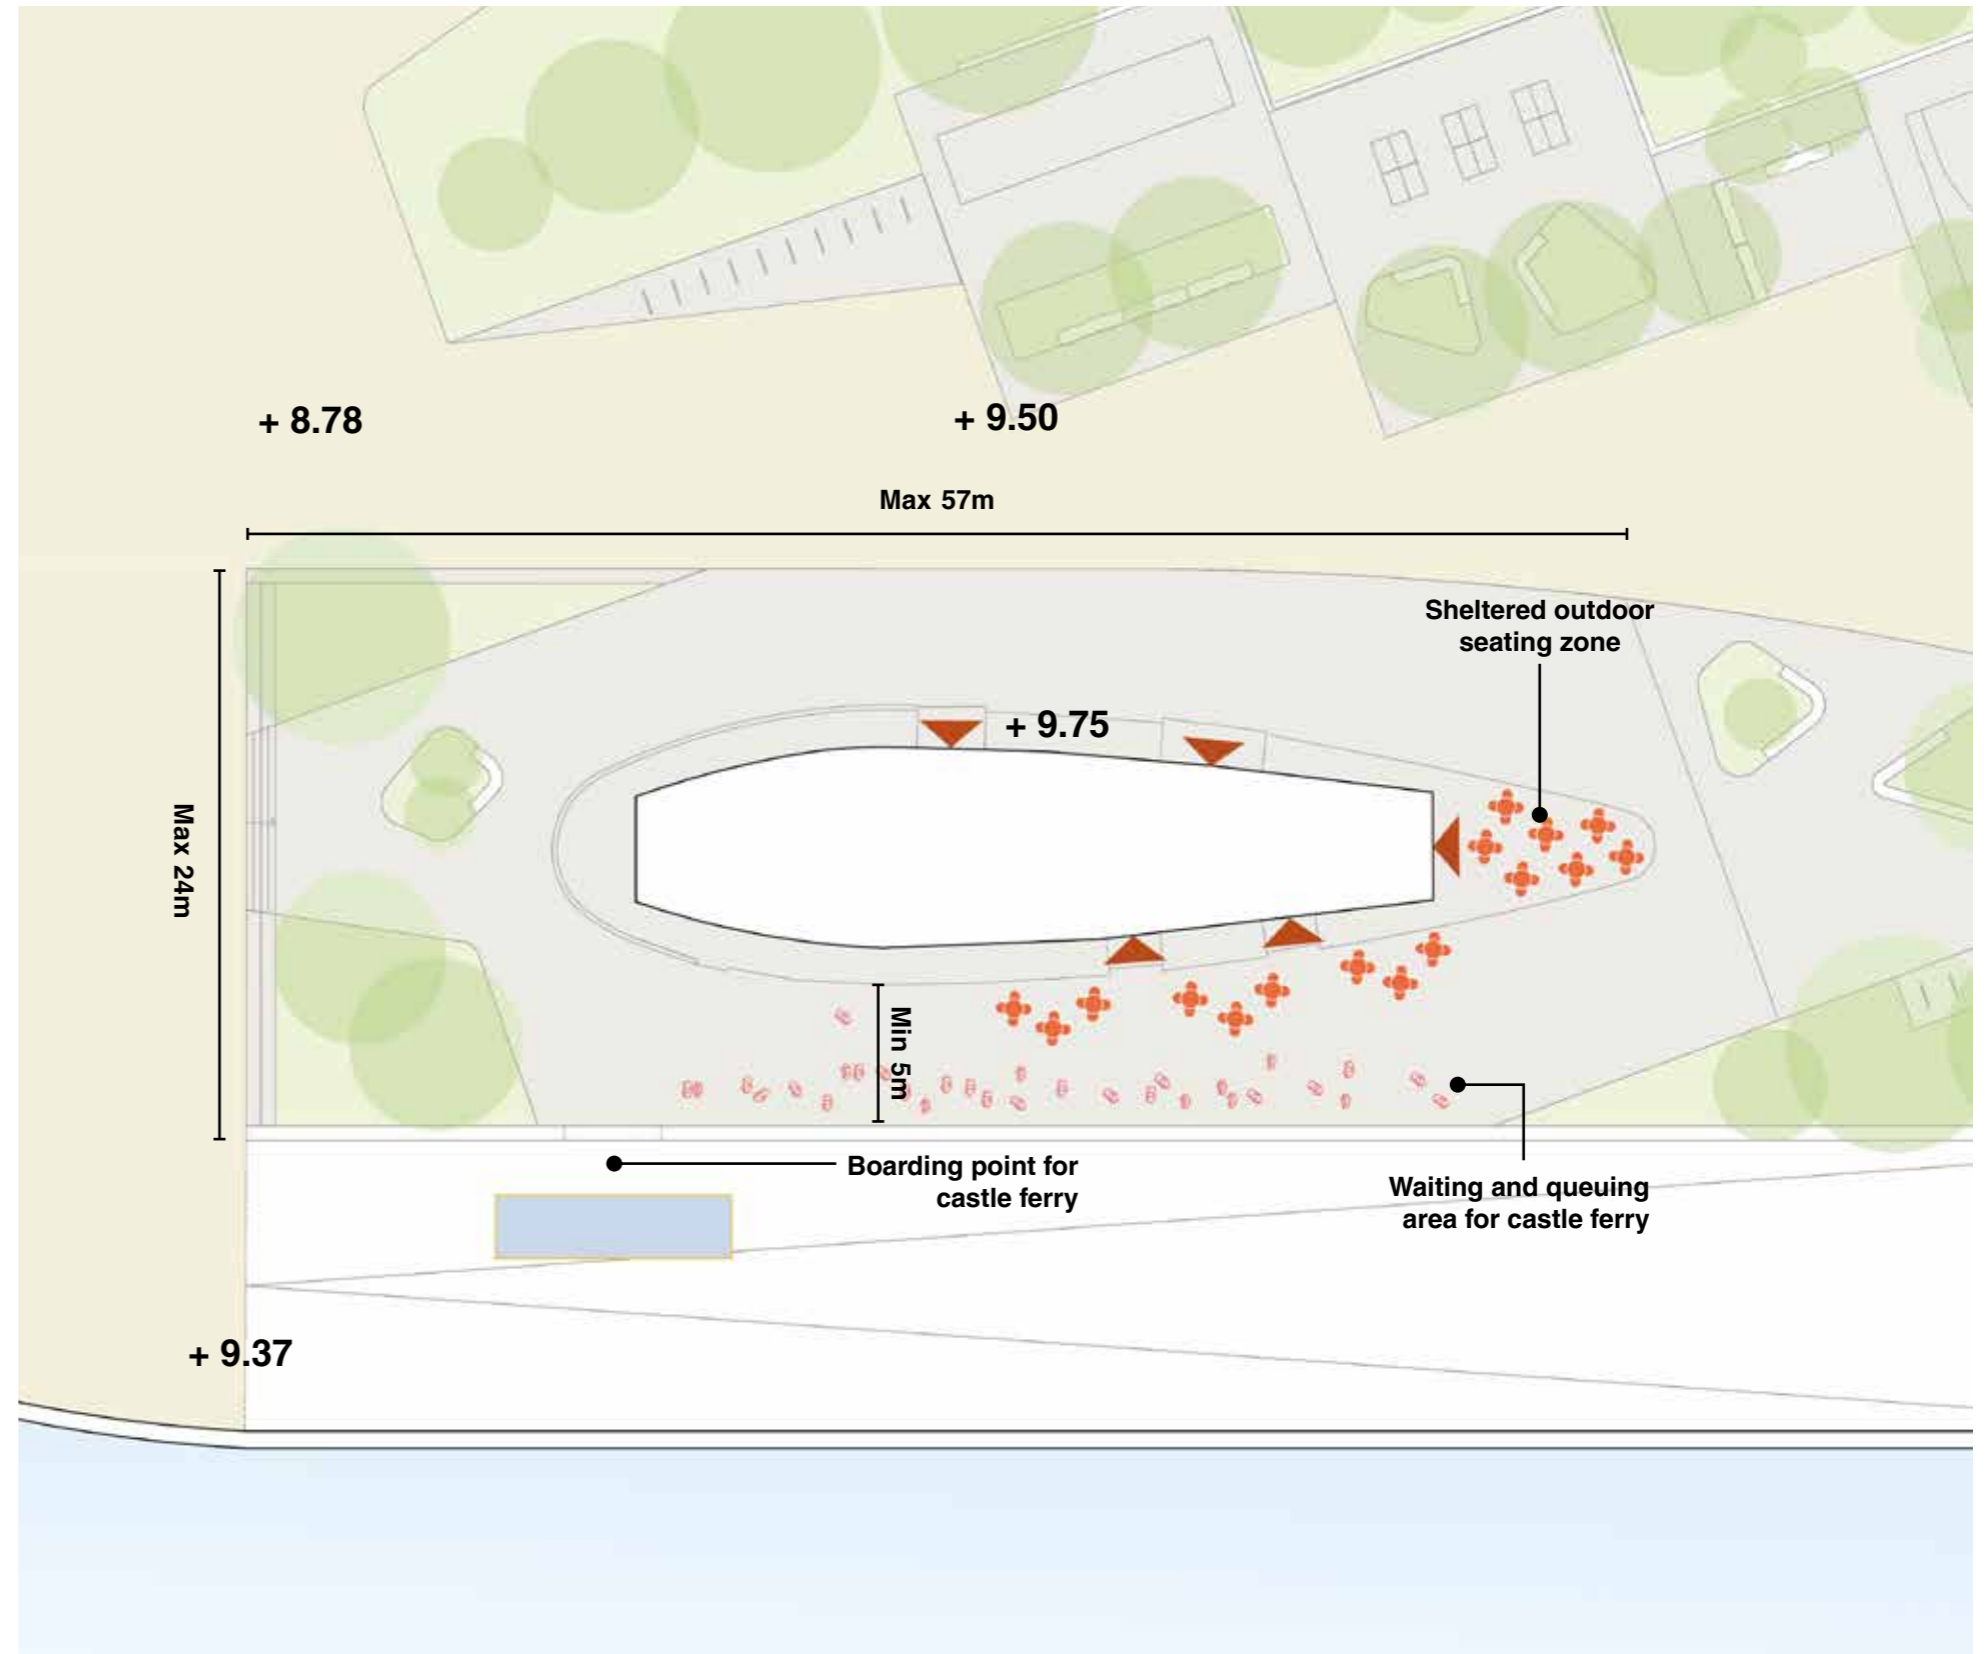 + 8.78
+ 9.50
Max 57m
Sheltered outdoor
seating zone
+ 9.75
Max 24m
Min 5m
Boarding point for
castle ferry
Waiting and queuing
area for castle ferry
+ 9.37